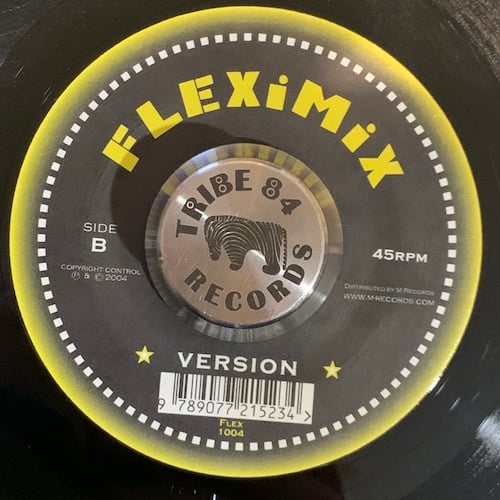 FLEXiMiX
TRIBE 84
RECORDS
SIDE
B
45RPM
COPYRIGHT CONTROL
℗ & © 2004
DISTRIBUTED BY M RECORDS
WWW.M-RECORDS.COM
VERSION
9 789077 215234 >
FLEX
1004